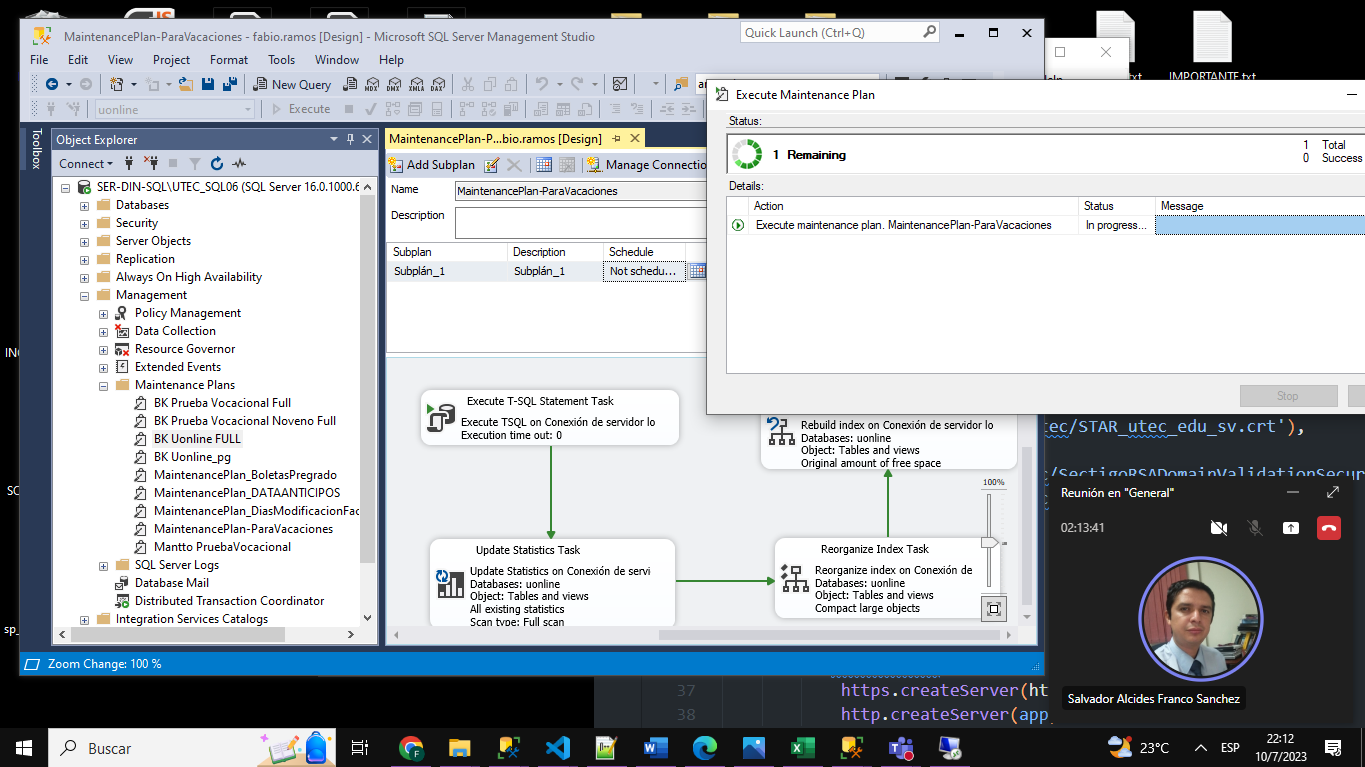 IMPORTANTE.txt
MaintenancePlan-ParaVacaciones - fabio.ramos [Design] - Microsoft SQL Server Management Studio
Quick Launch (Ctrl+Q)
File Edit View Project Format Tools Window Help
New Query
MDX DMX XMLA DAX
uonline
Execute
Toolbox
Object Explorer
Connect
SER-DIN-SQL\UTEC_SQL06 (SQL Server 16.0.1000.6
Databases
Security
Server Objects
Replication
Always On High Availability
Management
Policy Management
Data Collection
Resource Governor
Extended Events
Maintenance Plans
BK Prueba Vocacional Full
BK Prueba Vocacional Noveno Full
BK Uonline FULL
BK Uonline_pg
MaintenancePlan_BoletasPregrado
MaintenancePlan_DATAANTICIPOS
MaintenancePlan_DiasModificacionFac
MaintenancePlan-ParaVacaciones
Mantto PruebaVocacional
SQL Server Logs
Database Mail
Distributed Transaction Coordinator
Integration Services Catalogs
MaintenancePlan-P...bio.ramos [Design]
Add Subplan
Manage Connectio
Name
MaintenancePlan-ParaVacaciones
Description
Subplan Description Schedule
Subplán_1 Subplán_1 Not schedu...
Execute T-SQL Statement Task
Execute TSQL on Conexión de servidor lo
Execution time out: 0
Update Statistics Task
Update Statistics on Conexión de servi
Databases: uonline
Object: Tables and views
All existing statistics
Scan type: Full scan
Rebuild index on Conexión de servidor lo
Databases: uonline
Object: Tables and views
Original amount of free space
Reorganize Index Task
Reorganize index on Conexión de
Databases: uonline
Object: Tables and views
Compact large objects
100%
Zoom Change: 100 %
Execute Maintenance Plan
Status:
1 Remaining
1 Total
0 Success
Details:
Action Status Message
Execute maintenance plan. MaintenancePlan-ParaVacaciones In progress...
Stop
tec/STAR_utec_edu_sv.crt'),
c/SectigoRSADomainValidationSecur
Reunión en "General"
02:13:41
Salvador Alcides Franco Sanchez
37 https.createServer(ht
38 http.createServer(app
Buscar
23°C
ESP
22:12
10/7/2023